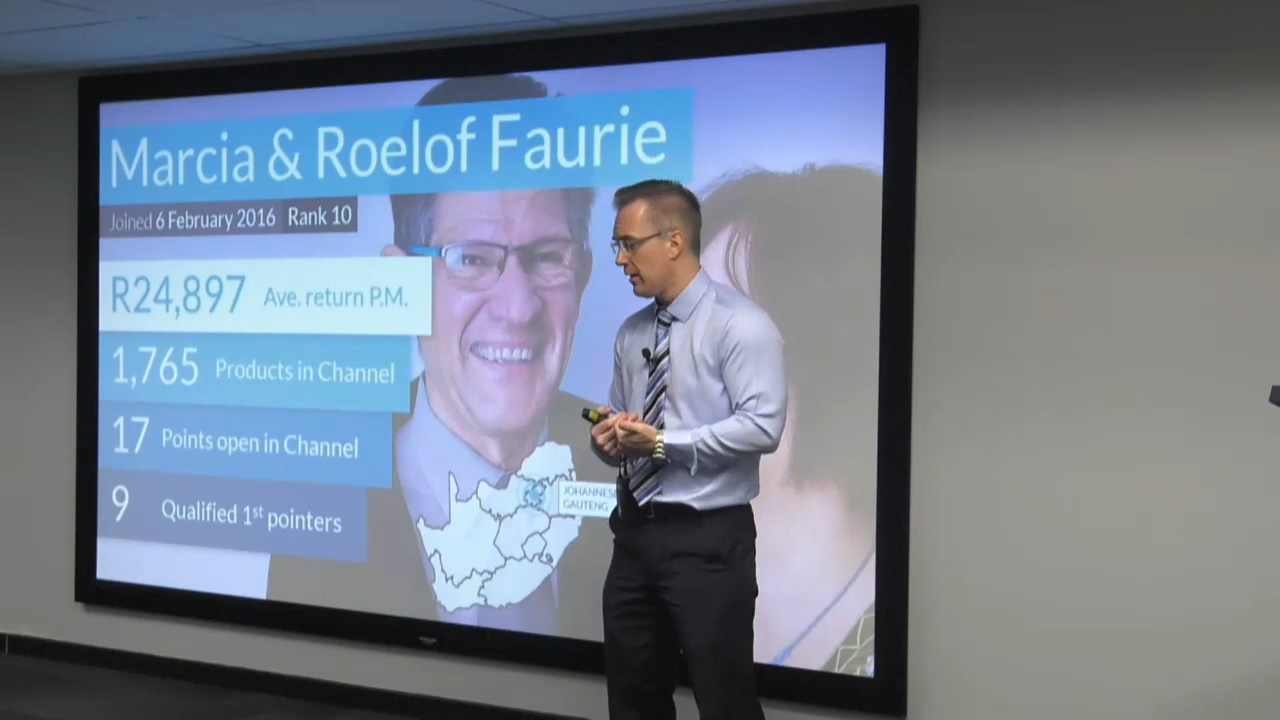 Marcia & Roelof Faurie
Joined 6 February 2016 Rank 10
R24,897 Ave. return P.M.
1,765 Products in Channel
17 Points open in Channel
9 Qualified 1st pointers
GAUTENG